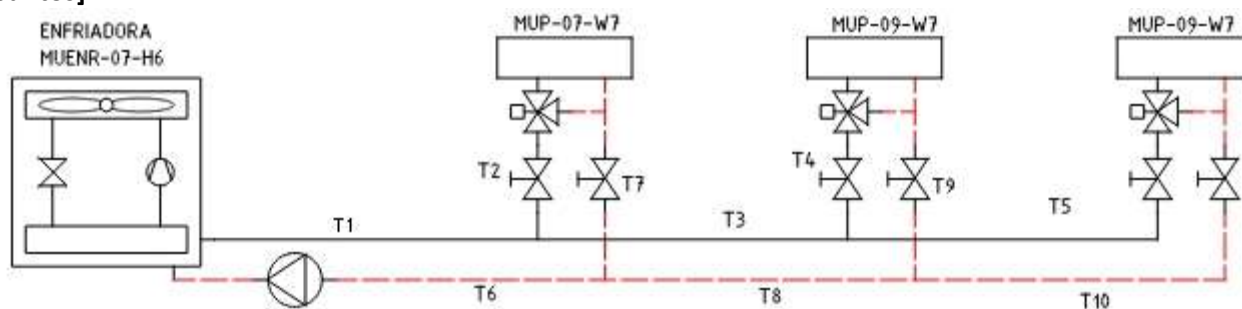 ENFRIADORA
MUENR-07-H6
MUP-07-W7
MUP-09-W7
MUP-09-W7
T2
T7
T4
T9
T1
T3
T5
T6
T8
T10